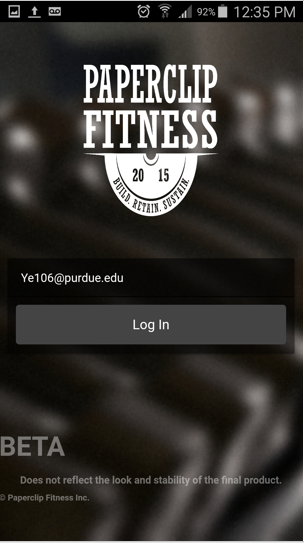 92% 12:35 PM
PAPERCLIP
FITNESS
20 15
BUILD. RETAIN. SUSTAIN.
Ye106@purdue.edu
Log In
BETA
Does not reflect the look and stability of the final product.
© Paperclip Fitness Inc.